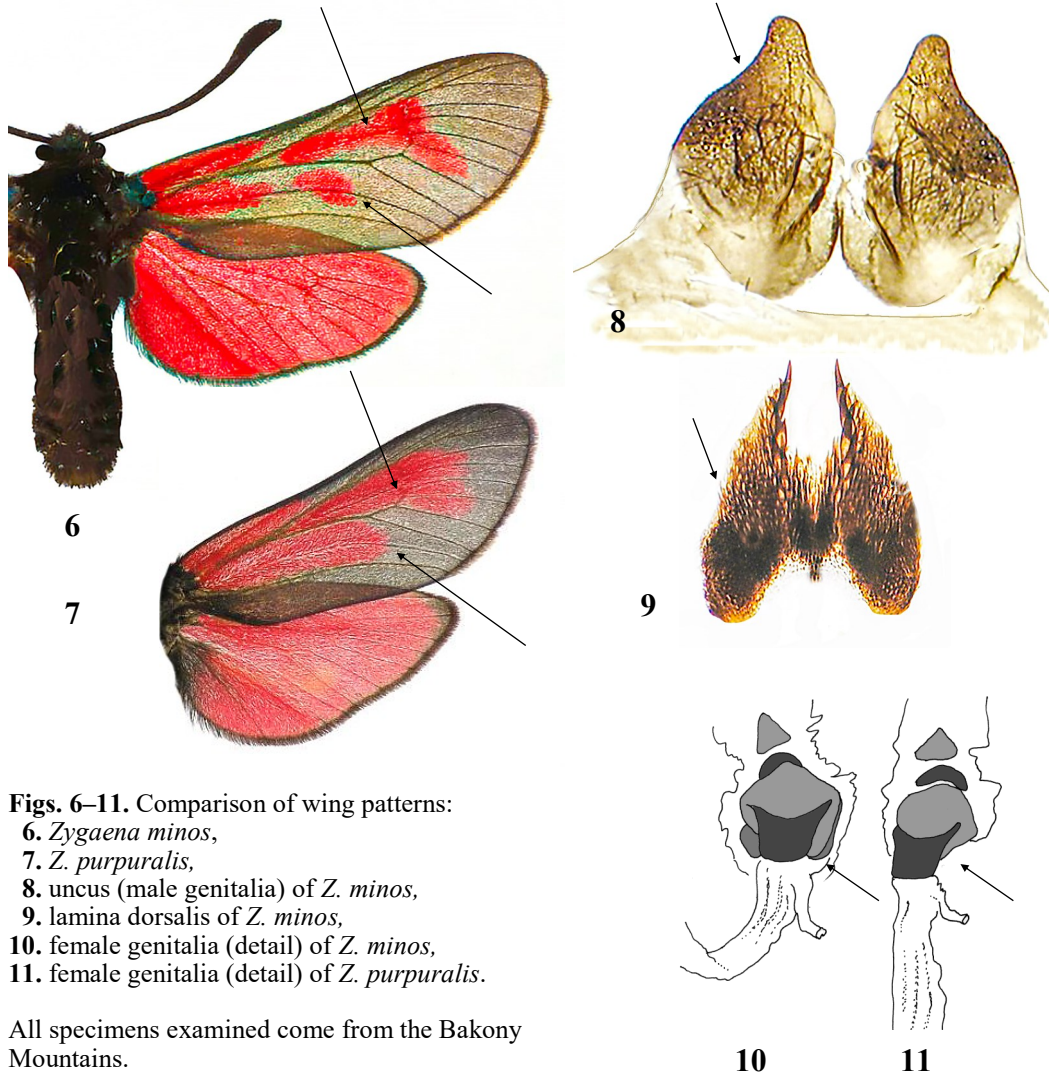 6
7
8
9
10
11
Figs. 6–11. Comparison of wing patterns:
6. Zygaena minos,
7. Z. purpuralis,
8. uncus (male genitalia) of Z. minos,
9. lamina dorsalis of Z. minos,
10. female genitalia (detail) of Z. minos,
11. female genitalia (detail) of Z. purpuralis.
All specimens examined come from the Bakony
Mountains.